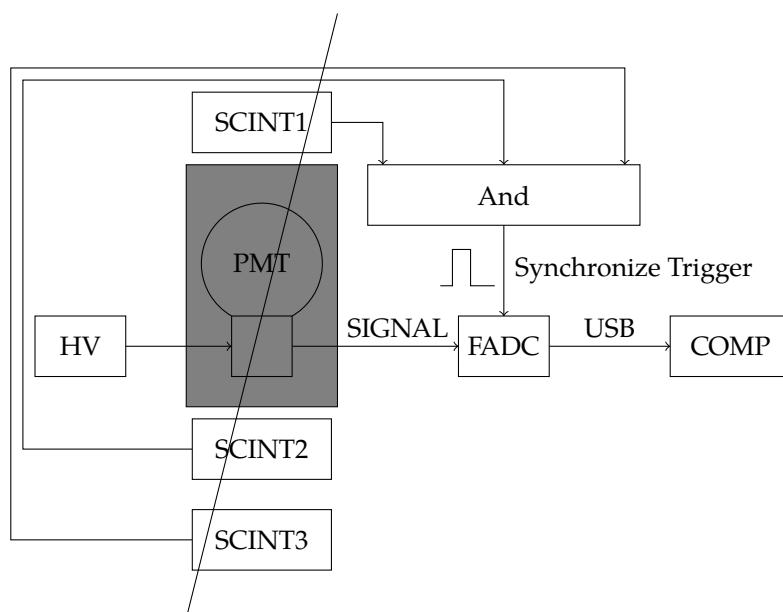 SCINT1
And
PMT
Synchronize Trigger
HV
SIGNAL
FADC
USB
COMP
SCINT2
SCINT3